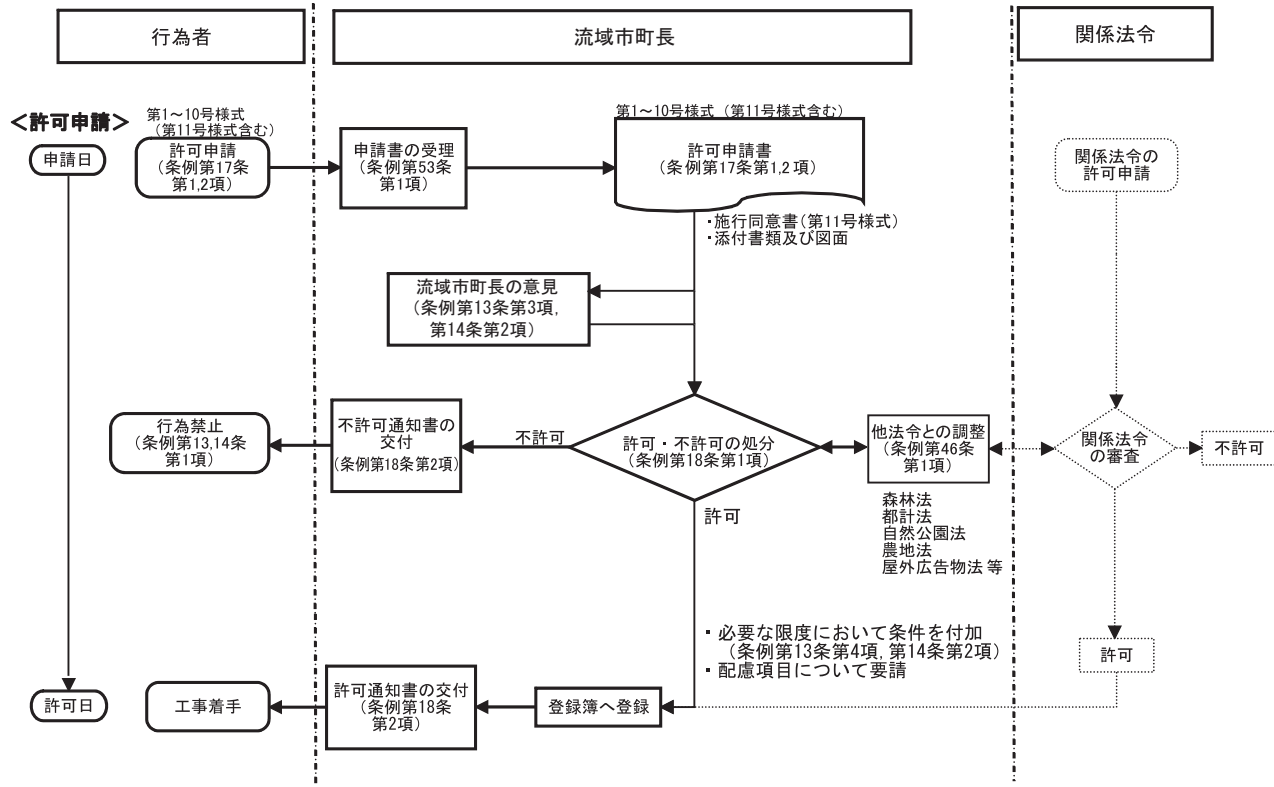 行為者
流域市町長
関係法令
＜許可申請＞
申請日
第1～10号様式
（第11号様式含む）
許可申請
（条例第17条
第1,2項）
申請書の受理
（条例第53条
第1項）
第1～10号様式（第11号様式含む）
許可申請書
（条例第17条第1,2項）
・施行同意書（第11号様式）
・添付書類及び図面
関係法令の
許可申請
流域市町長の意見
（条例第13条第3項,
第14条第2項）
行為禁止
（条例第13,14条
第1項）
不許可通知書の
交付
（条例第18条第2項）
不許可
許可・不許可の処分
（条例第18条第1項）
許可
他法令との調整
（条例第46条
第1項）
森林法
都計法
自然公園法
農地法
屋外広告物法 等
関係法令
の審査
不許可
・必要な限度において条件を付加
（条例第13条第4項, 第14条第2項）
・配慮項目について要請
許可
許可日
工事着手
許可通知書の交付
（条例第18条
第2項）
登録簿へ登録